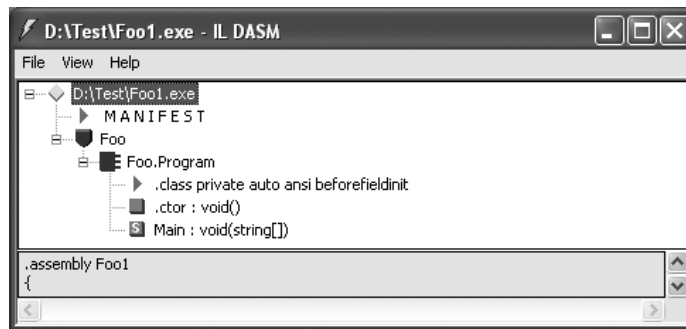 D:\Test\Foo1.exe - IL DASM
File View Help
D:\Test\Foo1.exe
MANIFEST
Foo
Foo.Program
.class private auto ansi beforefieldinit
.ctor : void()
S Main : void(string[])
.assembly Foo1
{